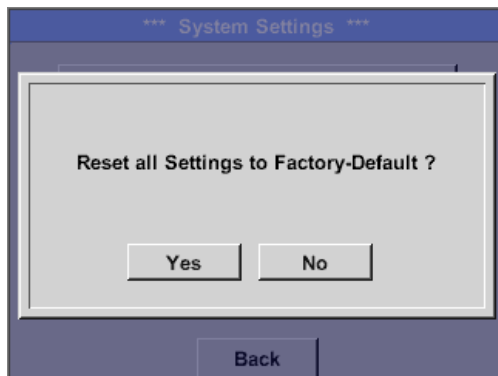 *** System Settings ***
Reset all Settings to Factory-Default ?
Yes No
Back